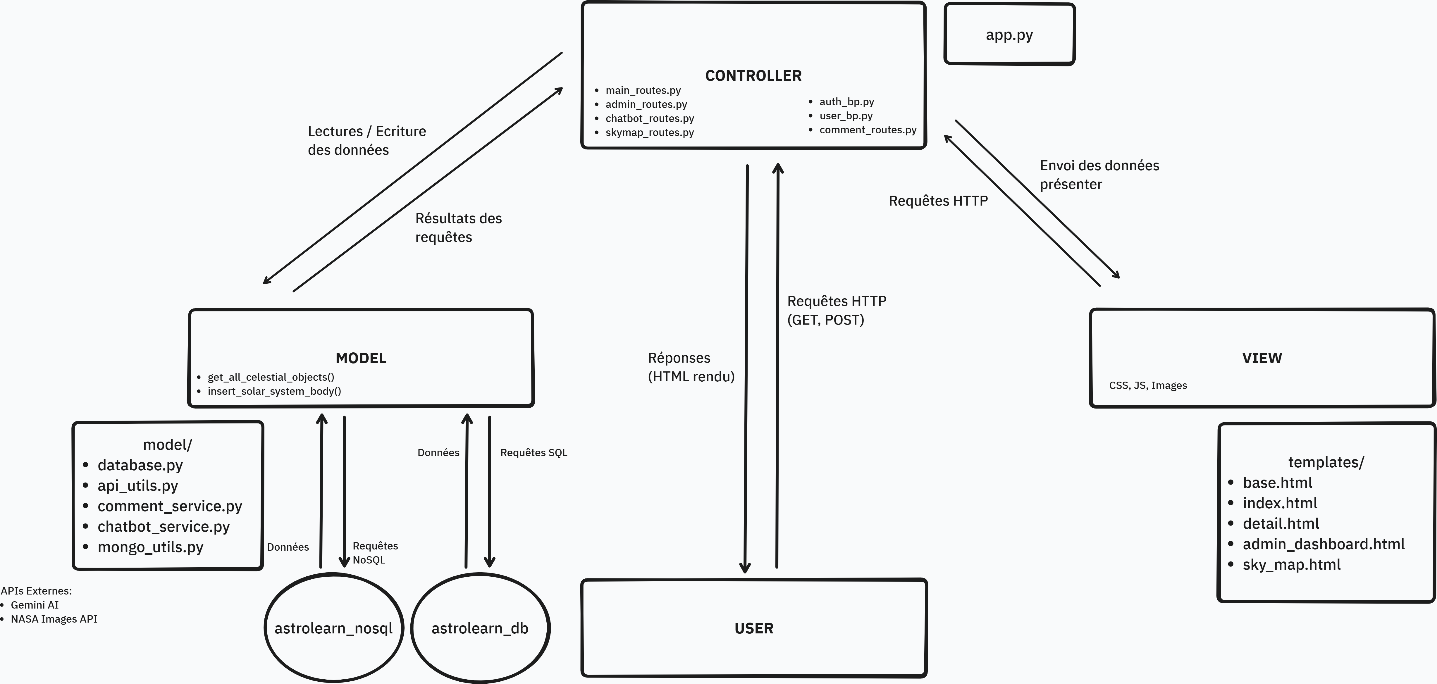 app.py
CONTROLLER
• main_routes.py
• admin_routes.py
• chatbot_routes.py
• skymap_routes.py
• auth_bp.py
• user_bp.py
• comment_routes.py
Lectures / Ecriture
des données
Résultats des
requêtes
Envoi des données
présenter
Requêtes HTTP
Requêtes HTTP
(GET, POST)
Réponses
(HTML rendu)
MODEL
• get_all_celestial_objects()
• insert_solar_system_body()
VIEW
CSS, JS, Images
model/
• database.py
• api_utils.py
• comment_service.py
• chatbot_service.py
• mongo_utils.py
Données
Requêtes SQL
Données
Requêtes
NoSQL
templates/
• base.html
• index.html
• detail.html
• admin_dashboard.html
• sky_map.html
APIs Externes:
• Gemini AI
• NASA Images API
astrolearn_nosql
astrolearn_db
USER